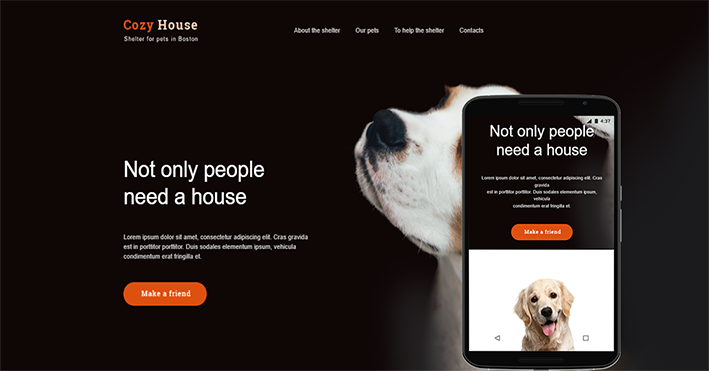 Cozy House
Shelter for pets in Boston
About the shelter Our pets To help the shelter Contacts
Not only people
need a house
Lorem ipsum dolor sit amet, consectetur adipiscing elit. Cras gravida
est in porttitor porttitor. Duis sodales elementum ipsum, vehicula
condimentum erat fringilla et.
Make a friend
4:37
Not only people
need a house
Lorem ipsum dolor sit amet, consectetur adipiscing elit. Cras
gravida
est in porttitor porttitor. Duis sodales elementum ipsum,
vehicula
condimentum erat fringilla et.
Make a friend